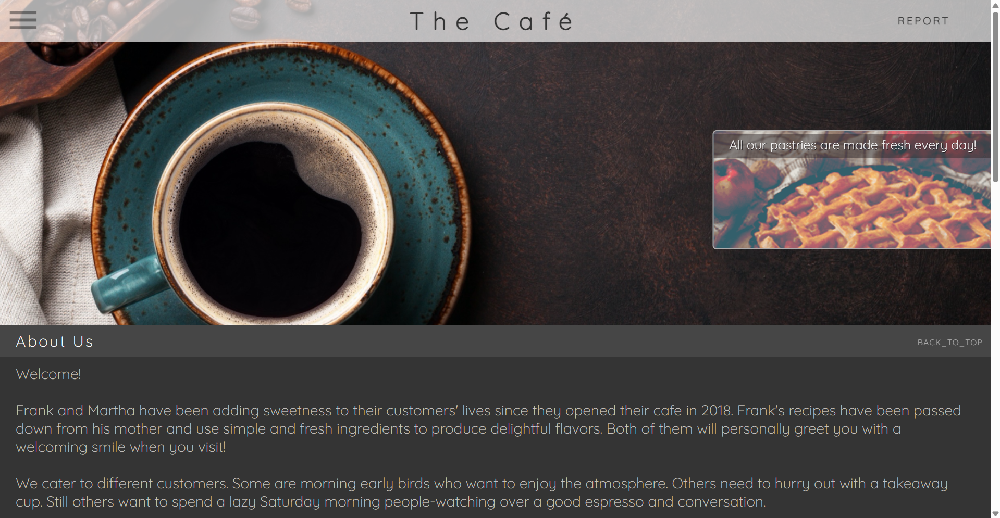 The Café
REPORT
All our pastries are made fresh every day!
About Us
BACK_TO_TOP
Welcome!
Frank and Martha have been adding sweetness to their customers' lives since they opened their cafe in 2018. Frank's recipes have been passed
down from his mother and use simple and fresh ingredients to produce delightful flavors. Both of them will personally greet you with a
welcoming smile when you visit!
We cater to different customers. Some are morning early birds who want to enjoy the atmosphere. Others need to hurry out with a takeaway
cup. Still others want to spend a lazy Saturday morning people-watching over a good espresso and conversation.